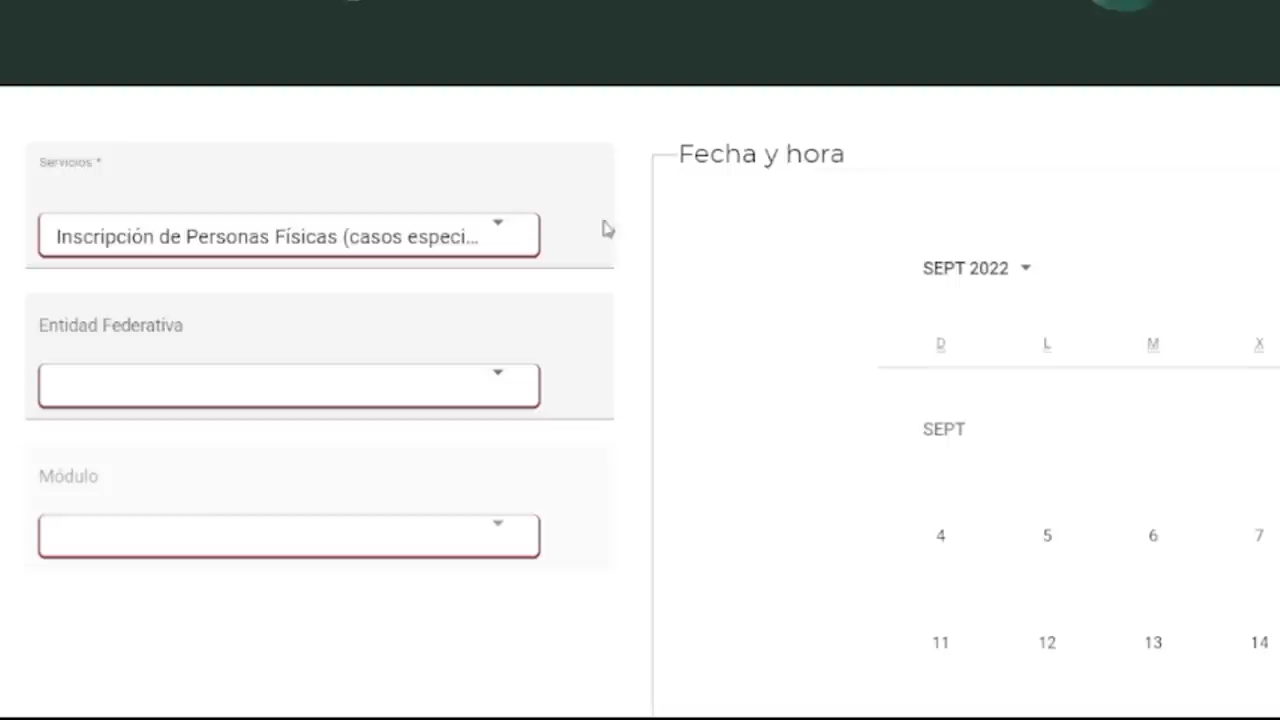 Servicios *
Inscripción de Personas Físicas (casos especi...
Entidad Federativa
Módulo
Fecha y hora
SEPT 2022
D L M X
SEPT
4 5 6 7
11 12 13 14